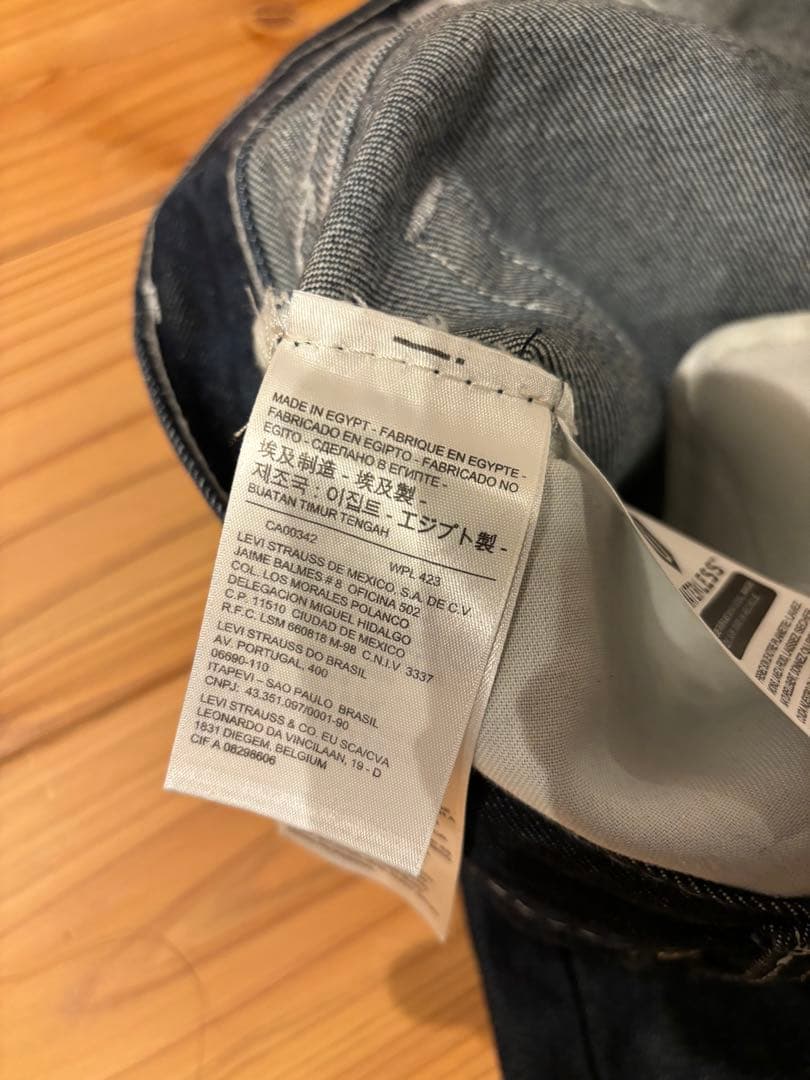 MADE IN EGYPT - FABRIQUE EN EGYPTE -
FABRICADO EN EGIPTO - FABRICADO NO
EGITO - СДЕЛАНО В ЕГИПТЕ -
埃及制造 - 埃及製 -
제조국 : 이집트 - エジプト製 -
BUATAN TIMUR TENGAH
CA00342 WPL 423
LEVI STRAUSS DE MEXICO, S.A. DE C.V.
JAIME BALMES # 8 OFICINA 502
COL. LOS MORALES POLANCO
DELEGACION MIGUEL HIDALGO
C.P. 11510 CIUDAD DE MEXICO
R.F.C. LSM 660818 M-98 C.N.I.V 3337
LEVI STRAUSS DO BRASIL
AV. PORTUGAL, 400
06690-110
ITAPEVI – SAO PAULO BRASIL
CNPJ: 43.351.097/0001-90
LEVI STRAUSS & CO. EU SCA/CVA
LEONARDO DA VINCILAAN, 19 - D
1831 DIEGEM, BELGIUM
CIF A 08298606